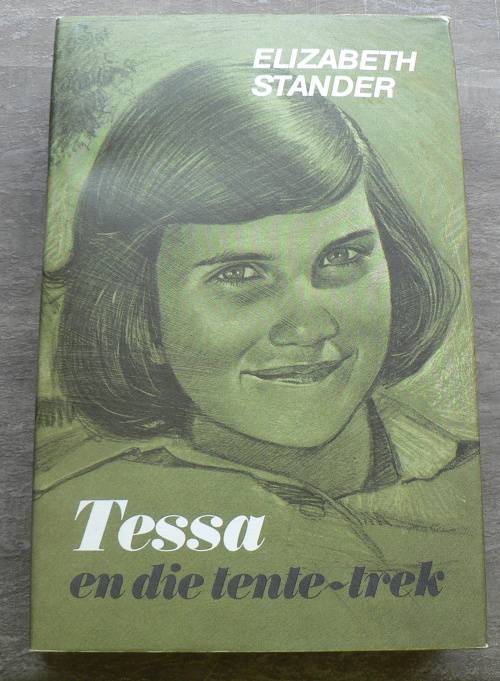 ELIZABETH
STANDER
Tessa
en die tente-trek